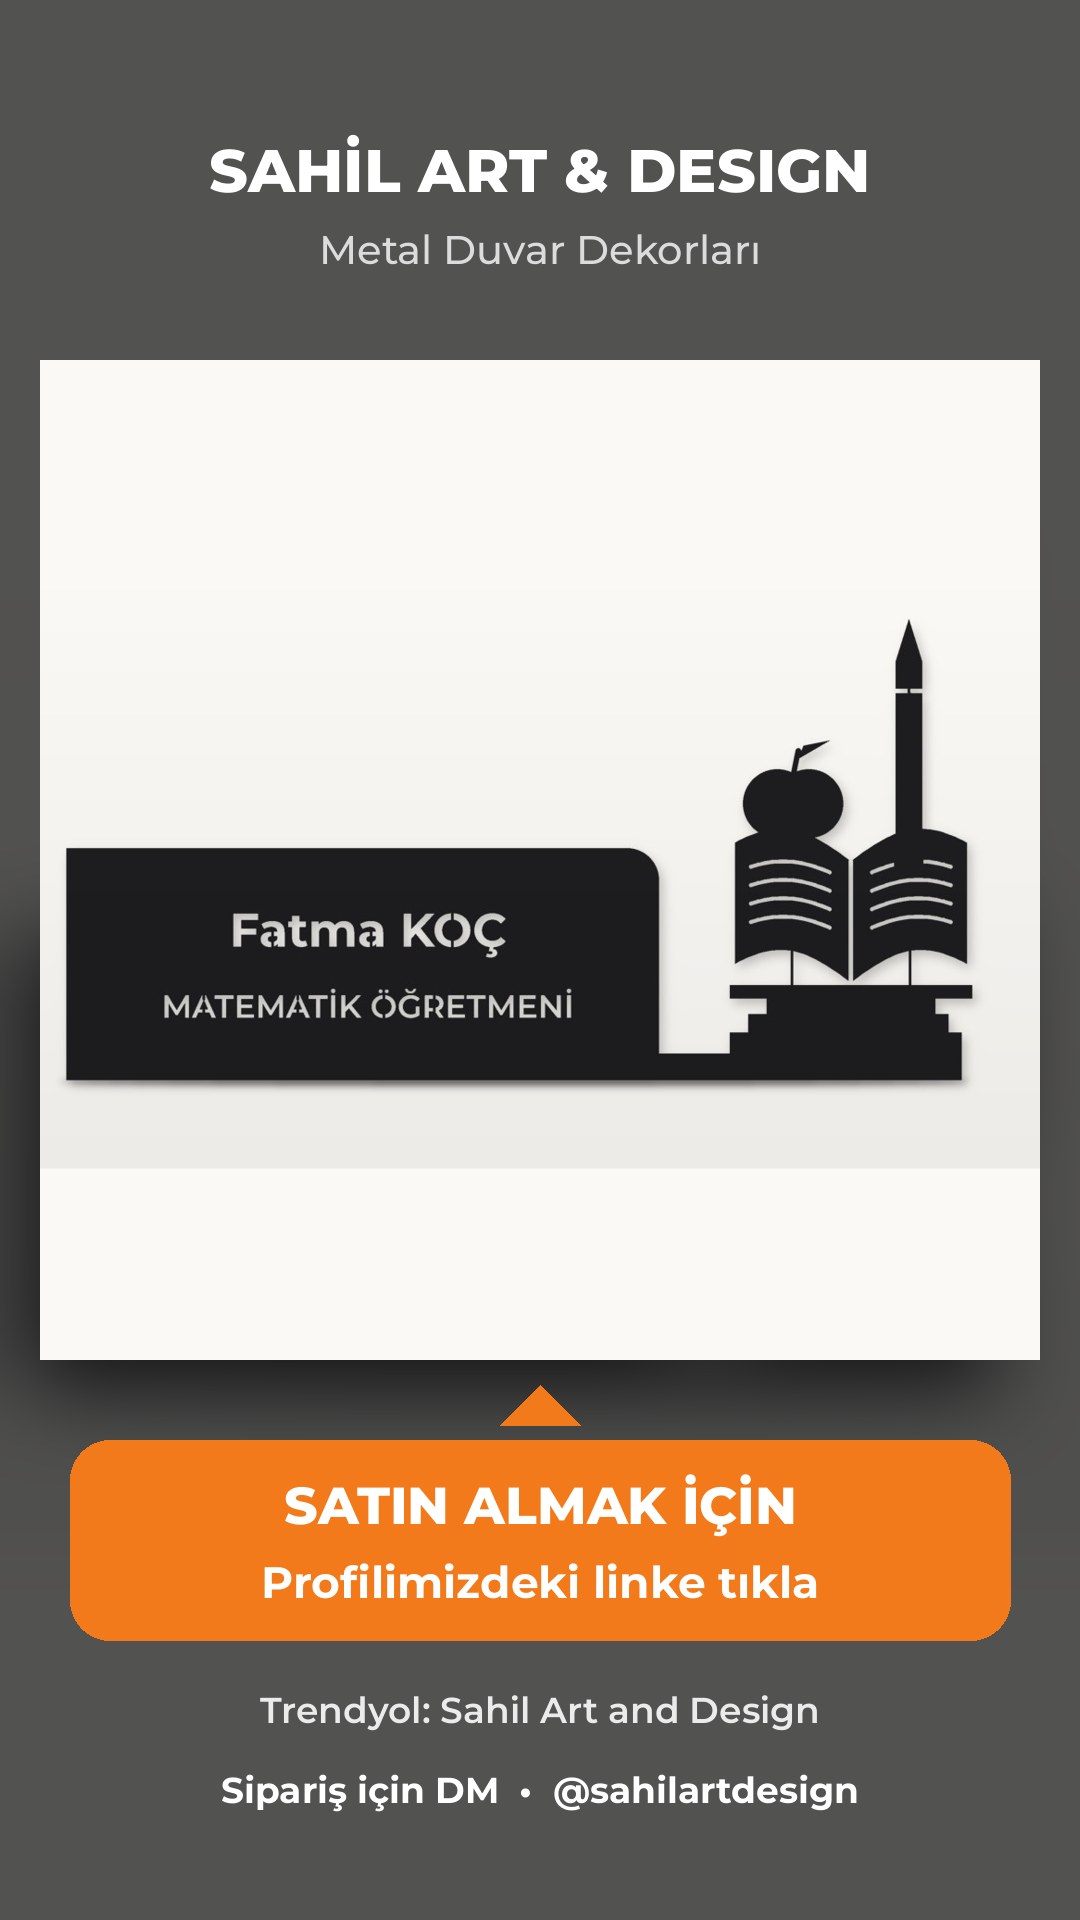 SAHİL ART & DESIGN
Metal Duvar Dekorları
Fatma KOÇ
MATEMATİK ÖĞRETMENİ
SATIN ALMAK İÇİN
Profilimizdeki linke tıkla
Trendyol: Sahil Art and Design
Sipariş için DM • @sahilartdesign